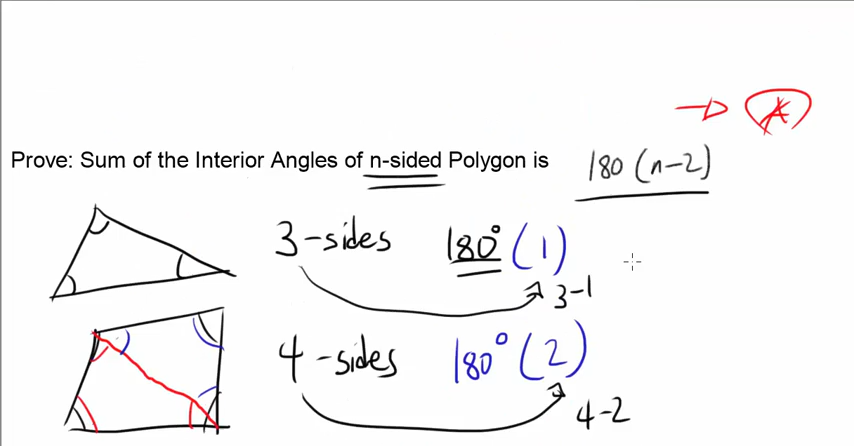 Prove: Sum of the Interior Angles of n-sided Polygon is 180(n-2)
3-sides 180°(1)
3-1
4-sides 180°(2)
4-2